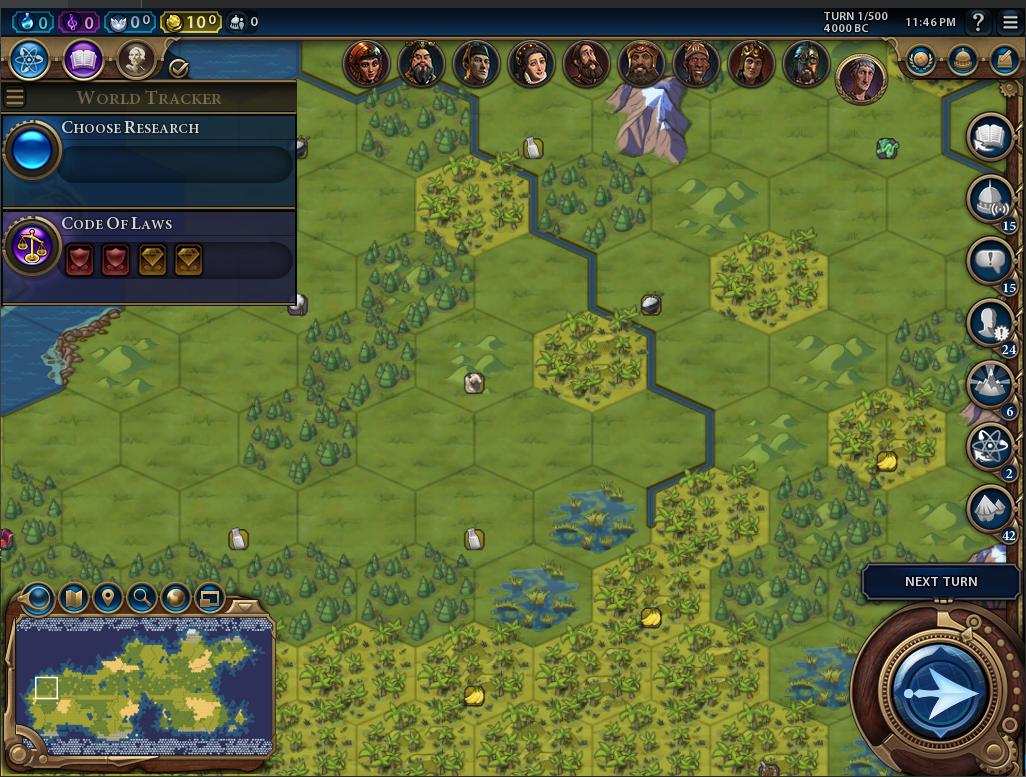 0 0 0⁰ 10⁰ 0
TURN 1/500
4000 BC
11:46 PM
?
WORLD TRACKER
CHOOSE RESEARCH
CODE OF LAWS
15
15
24
6
2
42
NEXT TURN